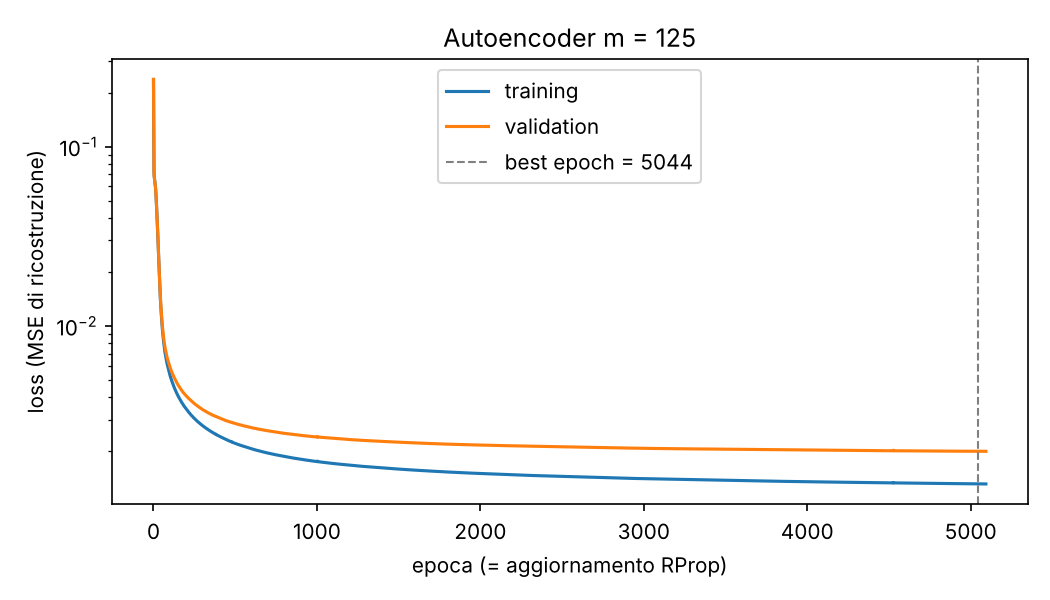 Autoencoder m = 125
training
validation
best epoch = 5044
loss (MSE di ricostruzione)
10⁻¹
10⁻²
0 1000 2000 3000 4000 5000
epoca (= aggiornamento RProp)